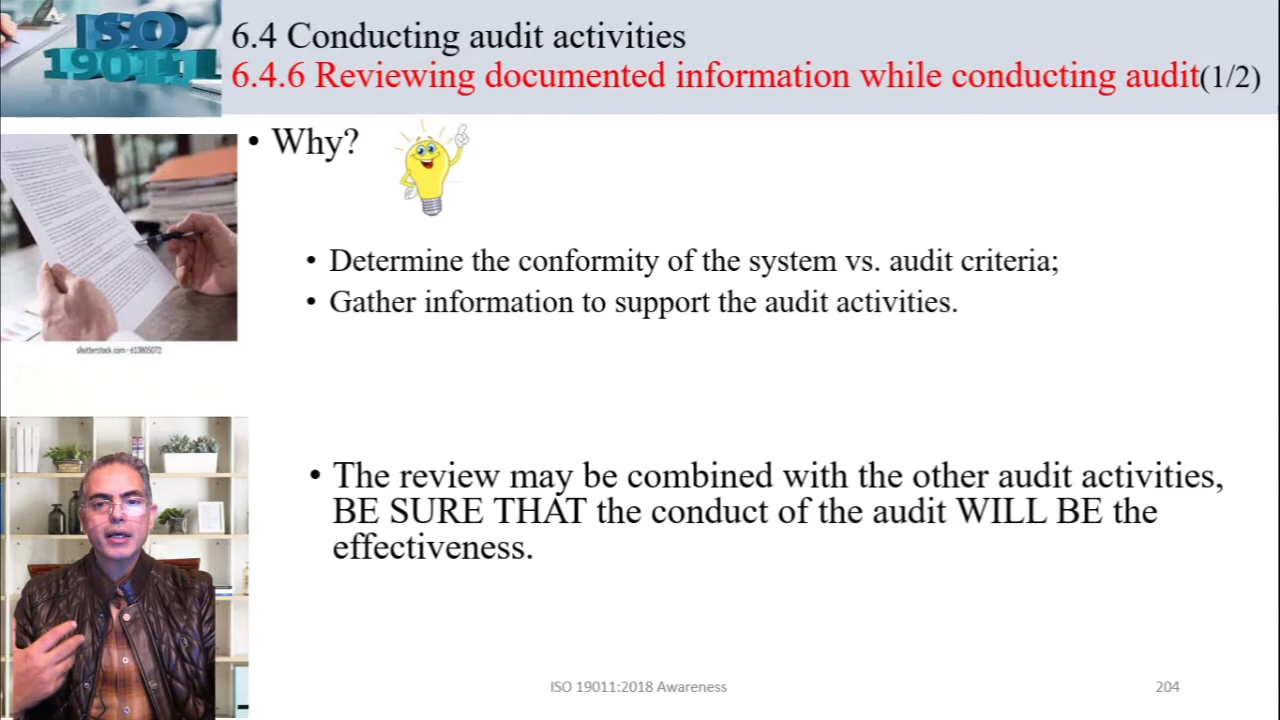 ISO
19011
6.4 Conducting audit activities
6.4.6 Reviewing documented information while conducting audit(1/2)
• Why?
• Determine the conformity of the system vs. audit criteria;
• Gather information to support the audit activities.
shutterstock.com • 613805072
• The review may be combined with the other audit activities,
BE SURE THAT the conduct of the audit WILL BE the
effectiveness.
ISO 19011:2018 Awareness
204